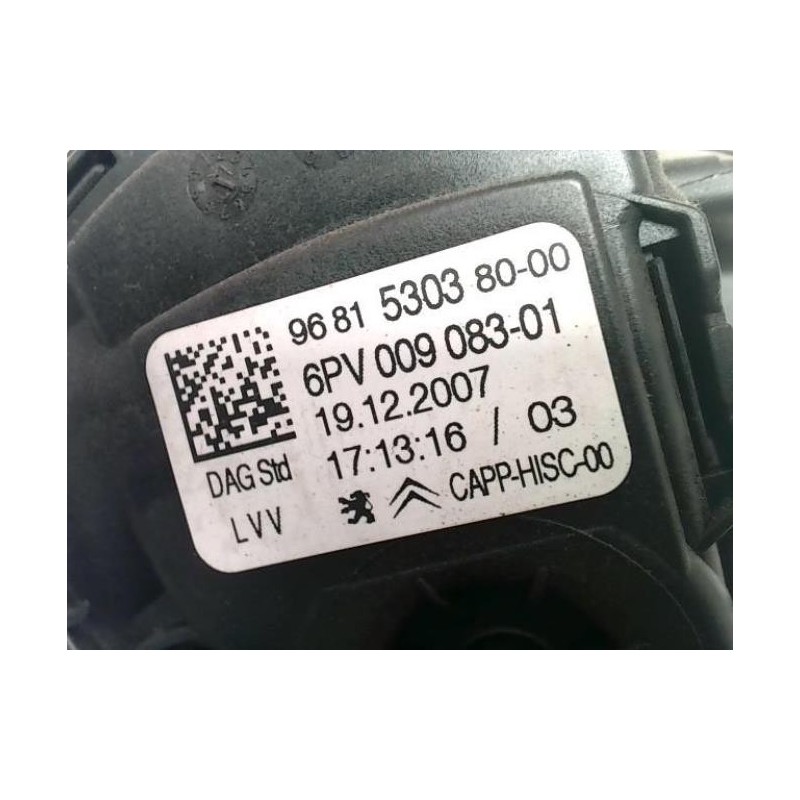 96 81 5303 80-00
6PV 009 083-01
19.12.2007
17:13:16 / 03
DAG Std
CAPP-HISC-00
LVV